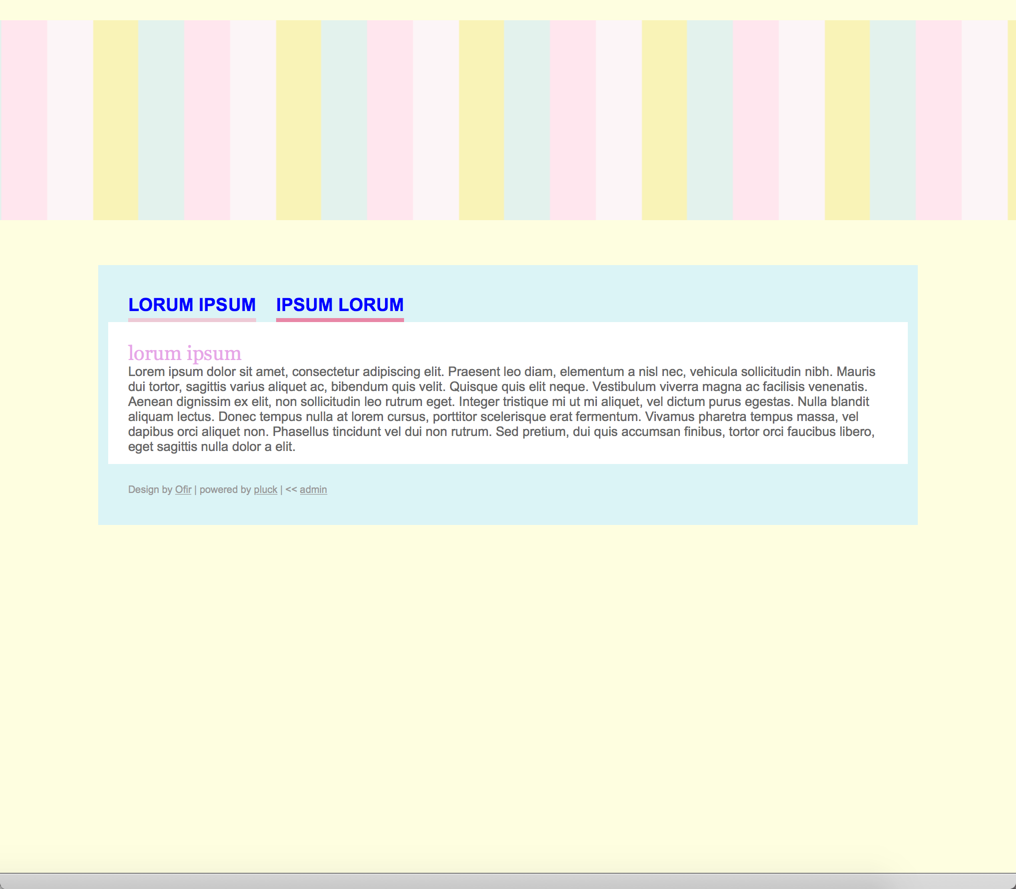 LORUM IPSUM IPSUM LORUM
lorum ipsum
Lorem ipsum dolor sit amet, consectetur adipiscing elit. Praesent leo diam, elementum a nisl nec, vehicula sollicitudin nibh. Mauris
dui tortor, sagittis varius aliquet ac, bibendum quis velit. Quisque quis elit neque. Vestibulum viverra magna ac facilisis venenatis.
Aenean dignissim ex elit, non sollicitudin leo rutrum eget. Integer tristique mi ut mi aliquet, vel dictum purus egestas. Nulla blandit
aliquam lectus. Donec tempus nulla at lorem cursus, porttitor scelerisque erat fermentum. Vivamus pharetra tempus massa, vel
dapibus orci aliquet non. Phasellus tincidunt vel dui non rutrum. Sed pretium, dui quis accumsan finibus, tortor orci faucibus libero,
eget sagittis nulla dolor a elit.
Design by Ofir | powered by pluck | << admin